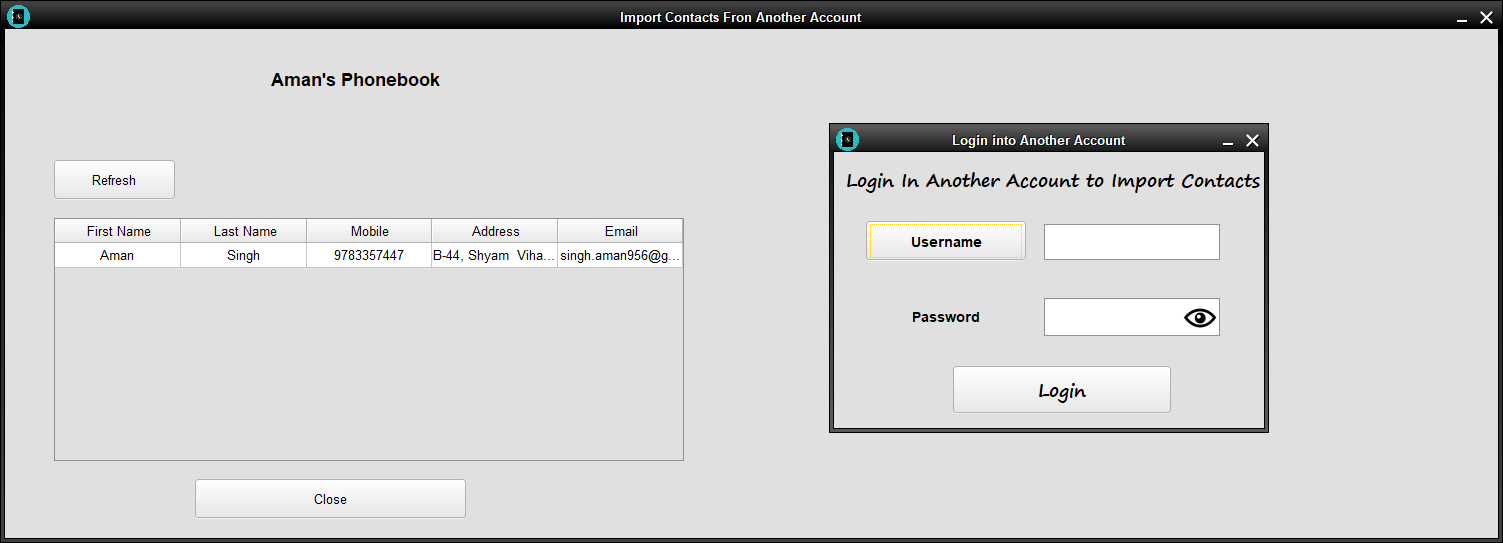 Import Contacts Fron Another Account
Aman's Phonebook
Refresh
First Name Last Name Mobile Address Email
Aman Singh 9783357447 B-44, Shyam Viha... singh.aman956@g...
Close
Login into Another Account
Login In Another Account to Import Contacts
Username
Password
Login